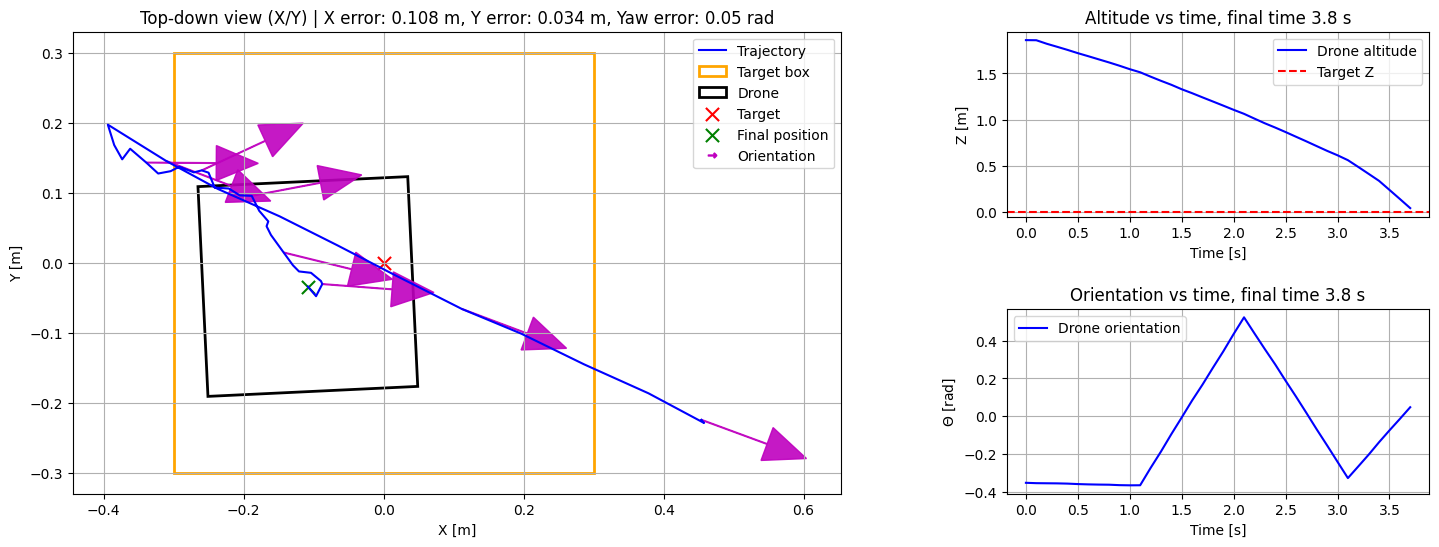 Top-down view (X/Y) | X error: 0.108 m, Y error: 0.034 m, Yaw error: 0.05 rad
0.3
0.2
0.1
0.0
−0.1
−0.2
−0.3
Y [m]
−0.4
−0.2
0.0
0.2
0.4
0.6
X [m]
Trajectory
Target box
Drone
Target
Final position
Orientation
Altitude vs time, final time 3.8 s
1.5
1.0
0.5
0.0
Z [m]
0.0
0.5
1.0
1.5
2.0
2.5
3.0
3.5
Time [s]
Drone altitude
Target Z
Orientation vs time, final time 3.8 s
0.4
0.2
0.0
−0.2
−0.4
Θ [rad]
0.0
0.5
1.0
1.5
2.0
2.5
3.0
3.5
Time [s]
Drone orientation